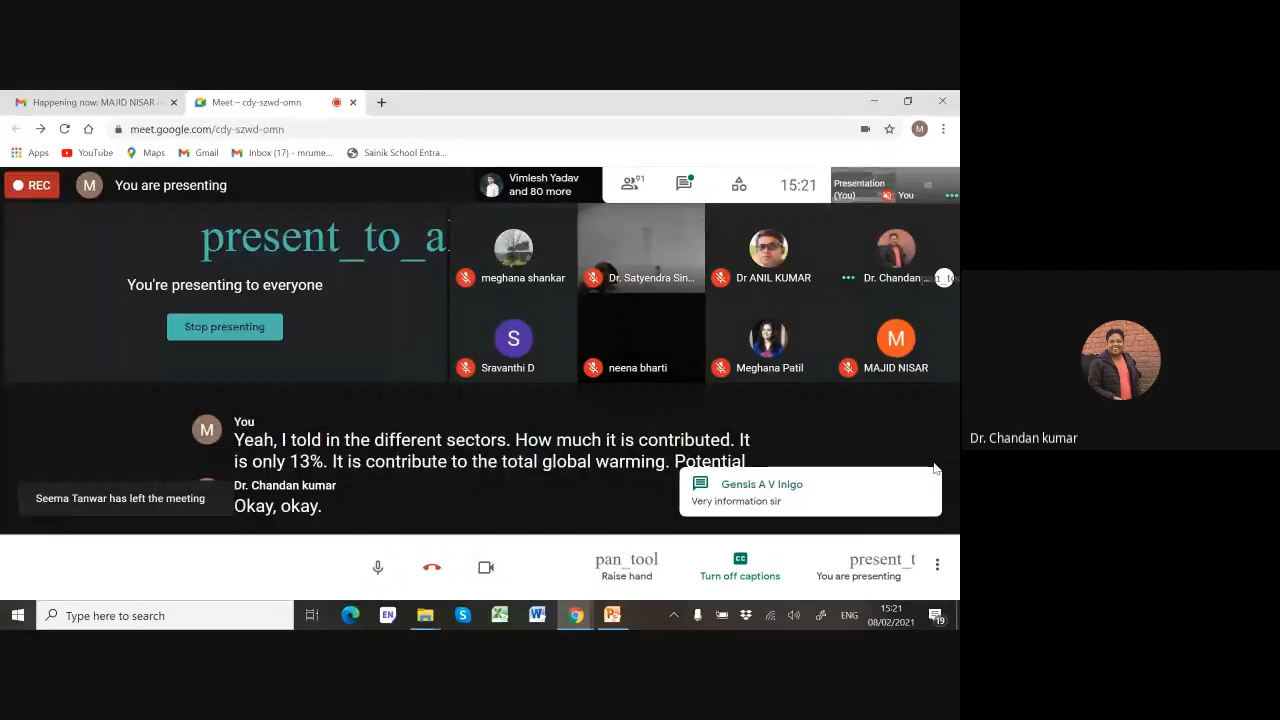 Happening now: MAJID NISAR
Meet – cdy-szwd-omn
meet.google.com/cdy-szwd-omn
M
Apps
YouTube
Maps
Gmail
Inbox (17) - mrume...
Sainik School Entra...
REC
M
You are presenting
Vimlesh Yadav
and 80 more
91
15:21
Presentation
(You)
You
present_to_a
You're presenting to everyone
Stop presenting
meghana shankar
Dr. Satyendra Sin...
Dr ANIL KUMAR
Dr. Chandan
S
M
Sravanthi D
neena bharti
Meghana Patil
MAJID NISAR
M
You
Yeah, I told in the different sectors. How much it is contributed. It
is only 13%. It is contribute to the total global warming. Potential
Dr. Chandan kumar
Okay, okay.
Seema Tanwar has left the meeting
Gensis A V Inigo
Very information sir
Dr. Chandan kumar
pan_tool
Raise hand
CC
Turn off captions
present_t
You are presenting
Type here to search
EN
ENG
15:21
08/02/2021
19